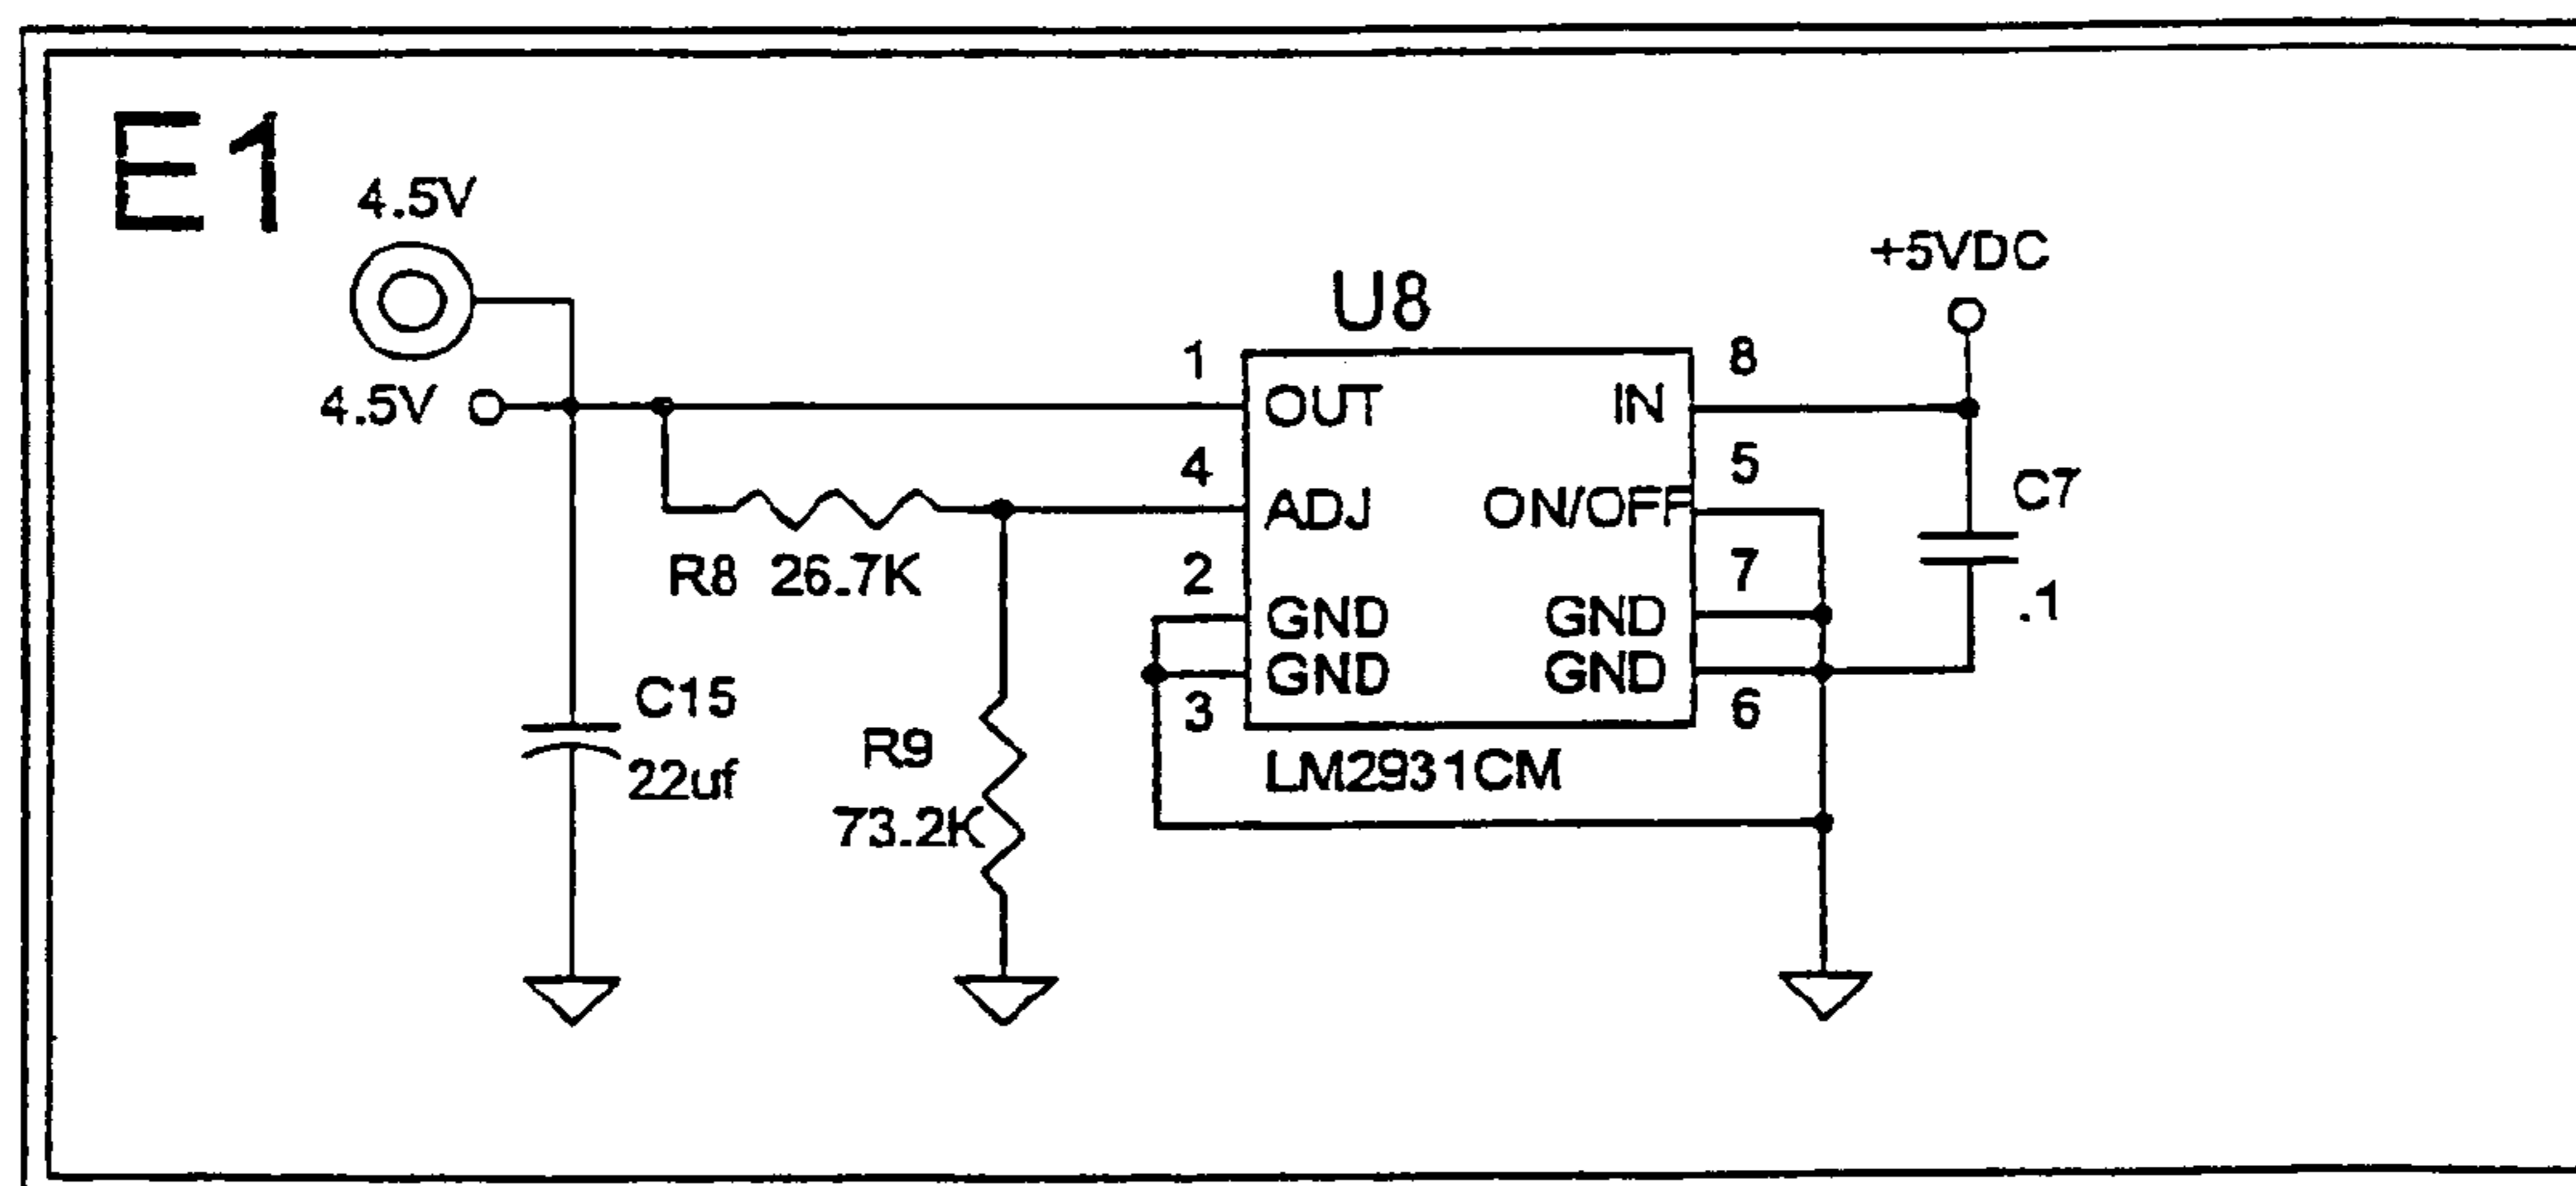 E1
4.5V
4.5V
U8
+5VDC
1
8
OUT
IN
4
5
ADJ
ON/OFF
C7
.1
R8 26.7K
2
7
GND
GND
GND
GND
3
6
C15
22uf
R9
73.2K
LM2931CM